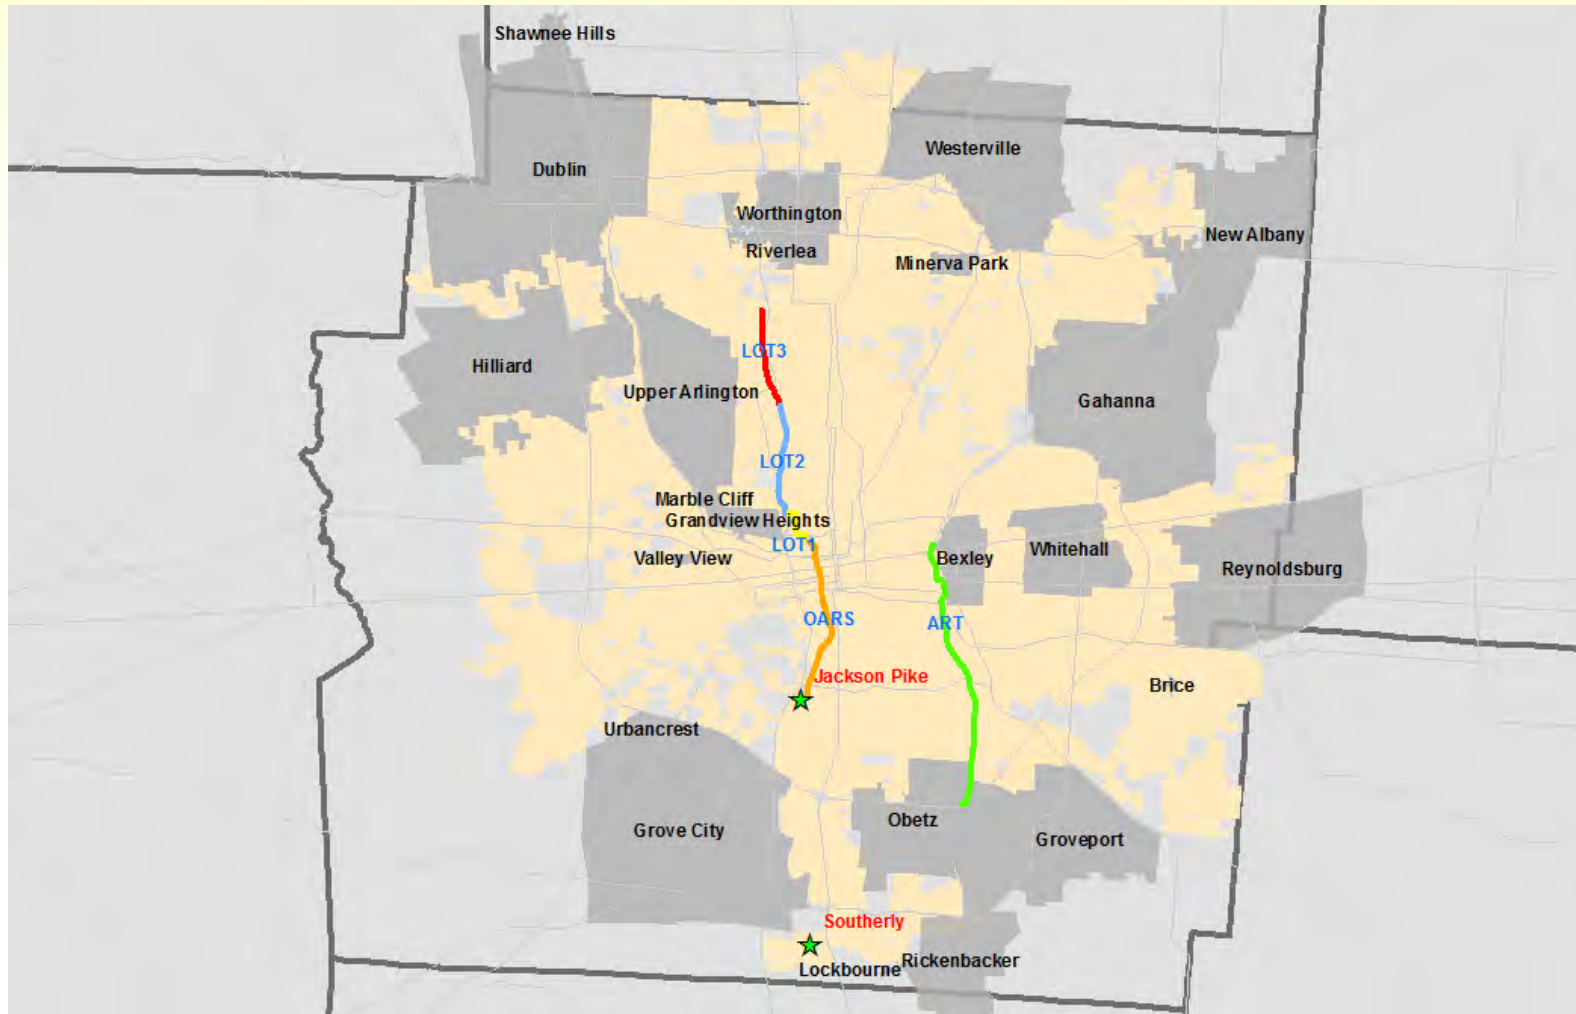 Shawnee Hills
Westerville
Dublin
Worthington
New Albany
Riverlea
Minerva Park
LOT3
Hilliard
Upper Arlington
Gahanna
LOT2
Marble Cliff
Grandview Heights
LOT1
Valley View
Bexley
Whitehall
Reynoldsburg
OARS
ART
Jackson Pike
Brice
Urbancrest
Obetz
Grove City
Groveport
Southerly
Lockbourne
Rickenbacker